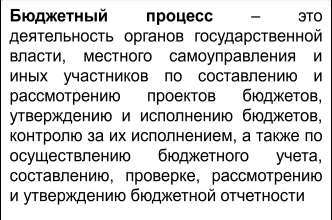 Бюджетный процесс – это
деятельность органов государственной
власти, местного самоуправления и
иных участников по составлению и
рассмотрению проектов бюджетов,
утверждению и исполнению бюджетов,
контролю за их исполнением, а также по
осуществлению бюджетного учета,
составлению, проверке, рассмотрению
и утверждению бюджетной отчетности